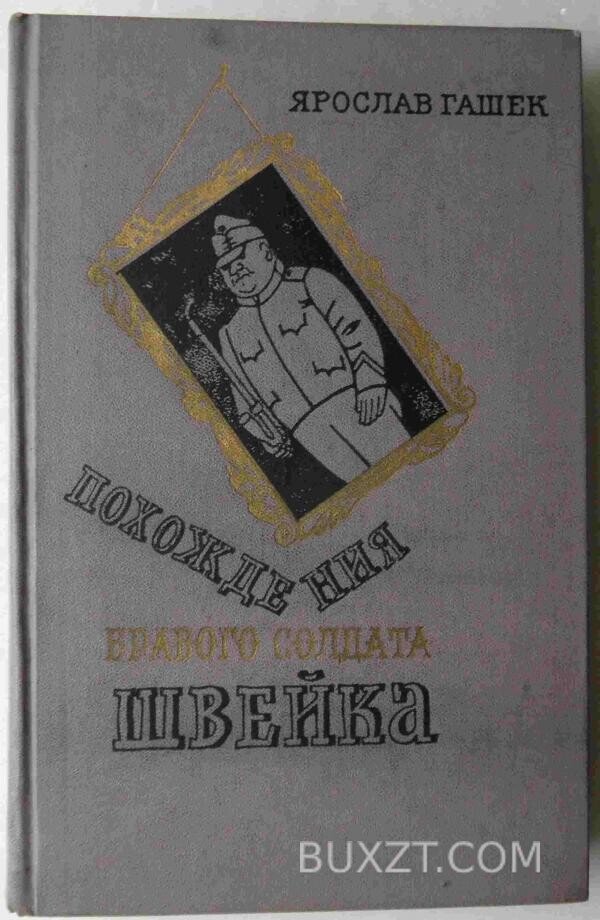 ЯРОСЛАВ ГАШЕК
ПОХОЖДЕНИЯ
БРАВОГО СОЛДАТА
ШВЕЙКа
BUXZT.COM